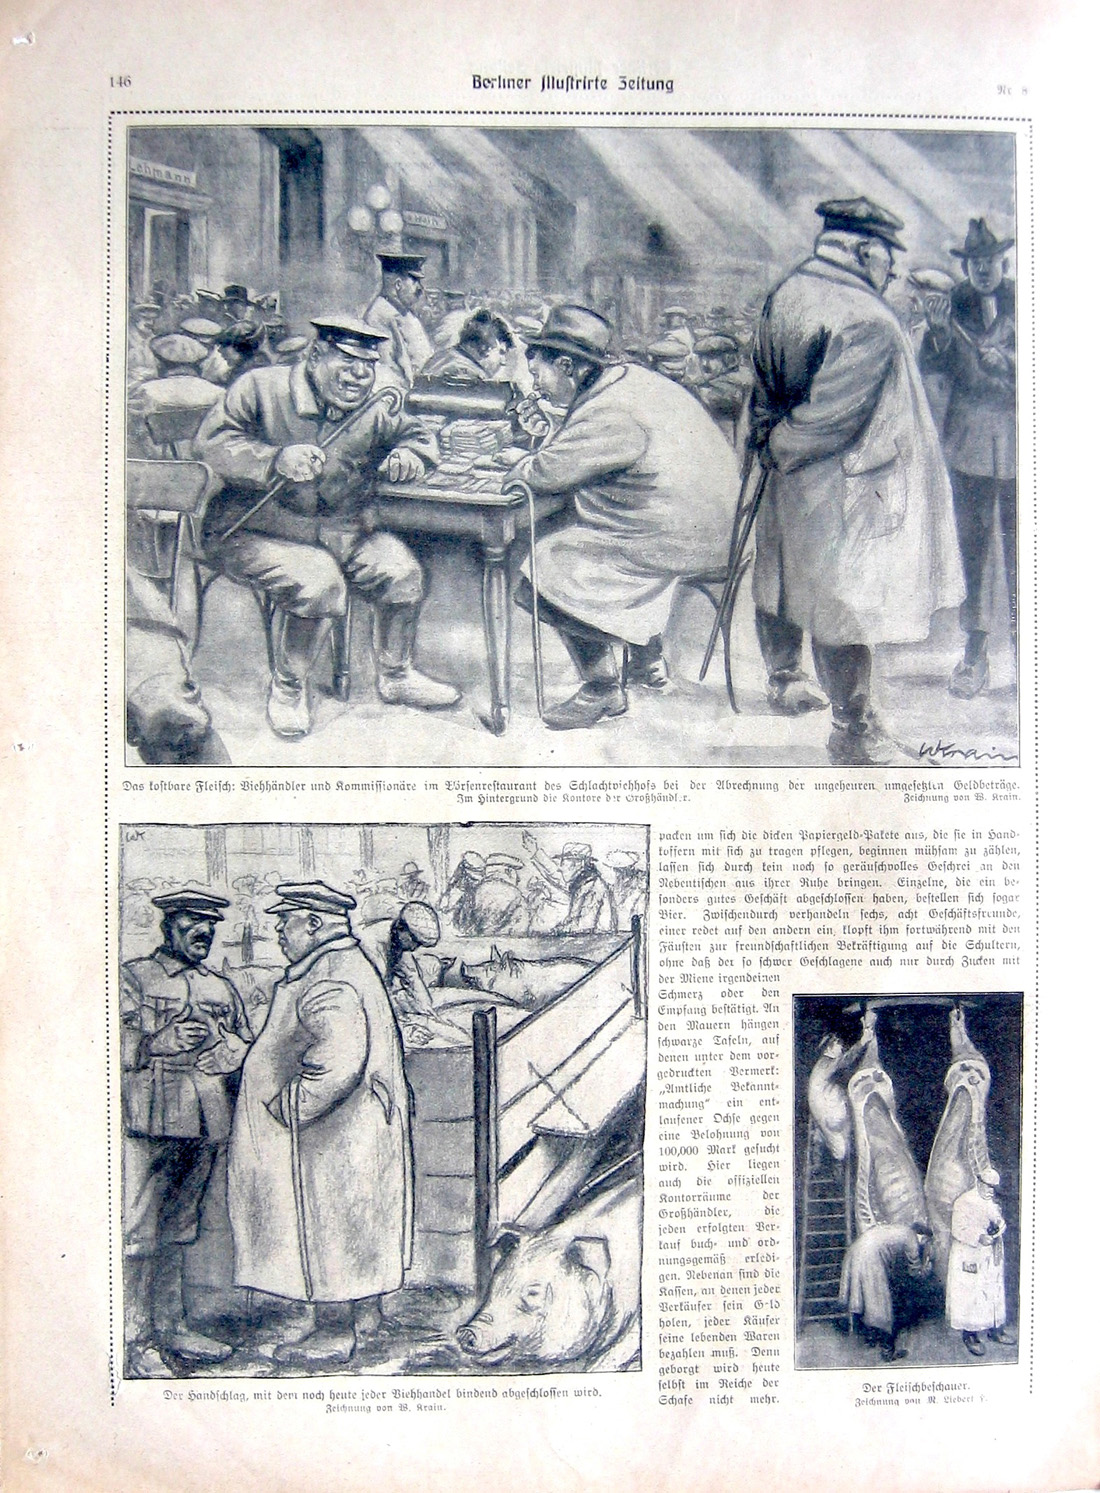 146
Berliner Illustrirte Zeitung
Nr. 8
Lehmann
WKrain
Das kostbare Fleisch: Viehhändler und Kommissionäre im Börsenrestaurant des Schlachtviehhofs bei der Abrechnung der ungeheuren umgesetzten Geldbeträge.
Im Hintergrund die Kontore der Großhändler.
Zeichnung von W. Krain.
WK
Der Handschlag, mit dem noch heute jeder Viehhandel bindend abgeschlossen wird.
Zeichnung von W. Krain.
packen um sich die dicken Papiergeld-Pakete aus, die sie in Hand-
koffern mit sich zu tragen pflegen, beginnen mühsam zu zählen,
lassen sich durch kein noch so geräuschvolles Geschrei an den
Nebentischen aus ihrer Ruhe bringen. Einzelne, die ein be-
sonders gutes Geschäft abgeschlossen haben, bestellen sich sogar
Bier. Zwischendurch verhandeln sechs, acht Geschäftsfreunde,
einer redet auf den andern ein, klopft ihm fortwährend mit den
Fäusten zur freundschaftlichen Bekräftigung auf die Schultern,
ohne daß der so schwer Geschlagene auch nur durch Zucken mit
der Miene irgendeinen
Schmerz oder den
Empfang bestätigt. An
den Mauern hängen
schwarze Tafeln, auf
denen unter dem vor-
gedruckten Vermerk:
„Amtliche Bekannt-
machung“ ein ent-
laufener Ochse gegen
eine Belohnung von
100,000 Mark gesucht
wird. Hier liegen
auch die offiziellen
Kontorräume der
Großhändler, die
jeden erfolgten Ver-
kauf buch- und ord-
nungsgemäß erledi-
gen. Nebenan sind die
Kassen, an denen jeder
Verkäufer sein Geld
holen, jeder Käufer
seine lebenden Waren
bezahlen muß. Denn
geborgt wird heute
selbst im Reiche der
Schafe nicht mehr.
Der Fleischbeschauer.
Zeichnung von